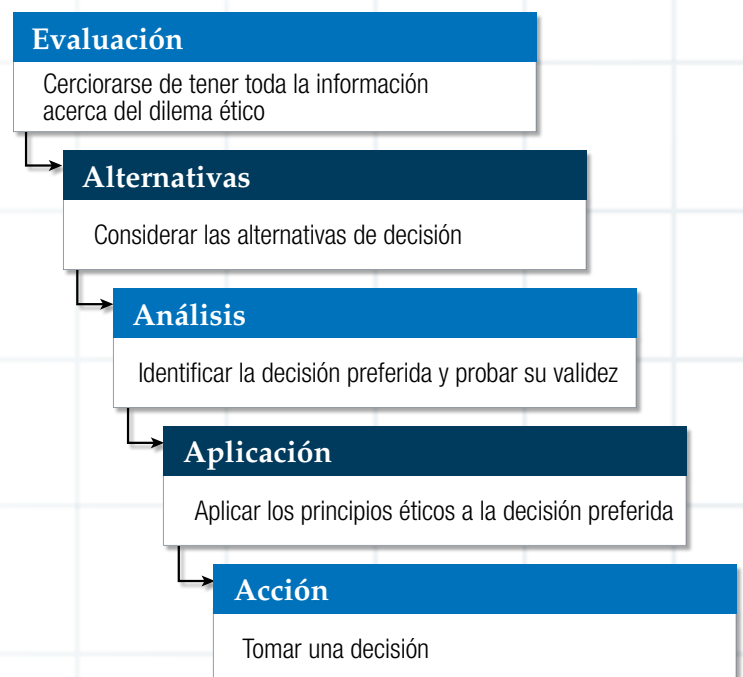 Evaluación
Cerciorarse de tener toda la información
acerca del dilema ético
Alternativas
Considerar las alternativas de decisión
Análisis
Identificar la decisión preferida y probar su validez
Aplicación
Aplicar los principios éticos a la decisión preferida
Acción
Tomar una decisión